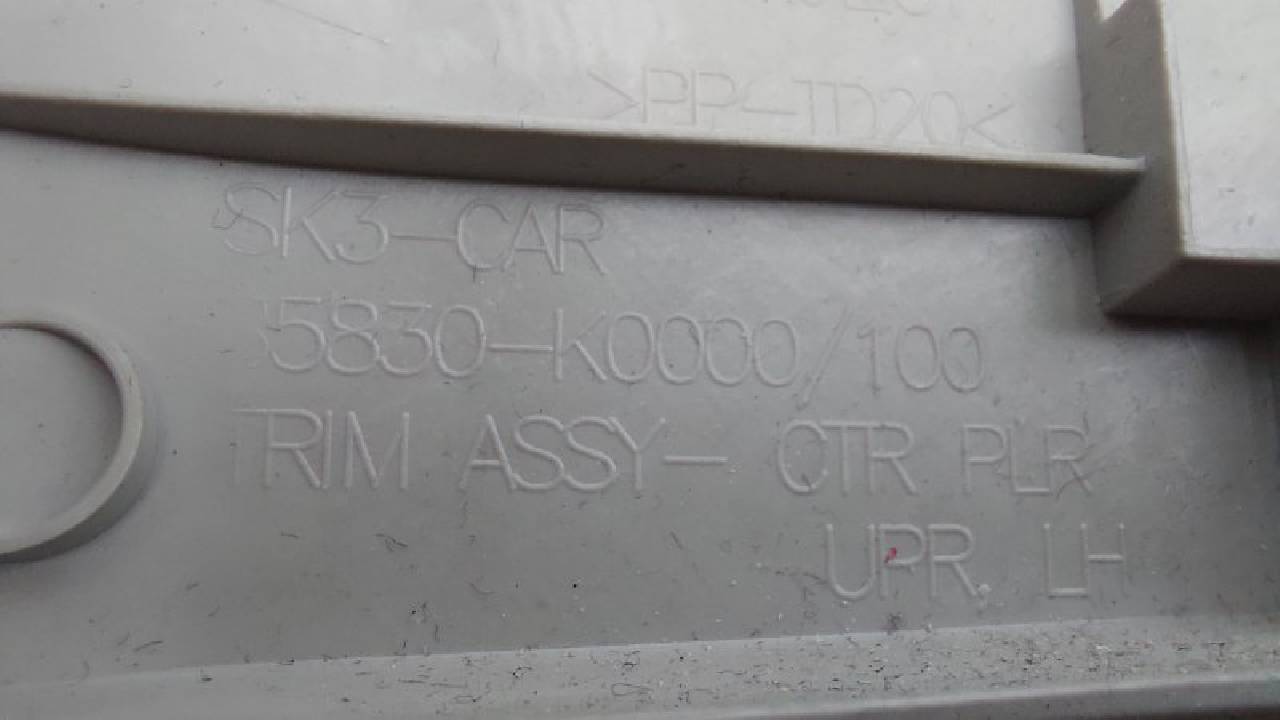 >PP-TD20<
SK3-CAR
5830-K0000/100
TRIM ASSY- CTR PLR
UPR. LH